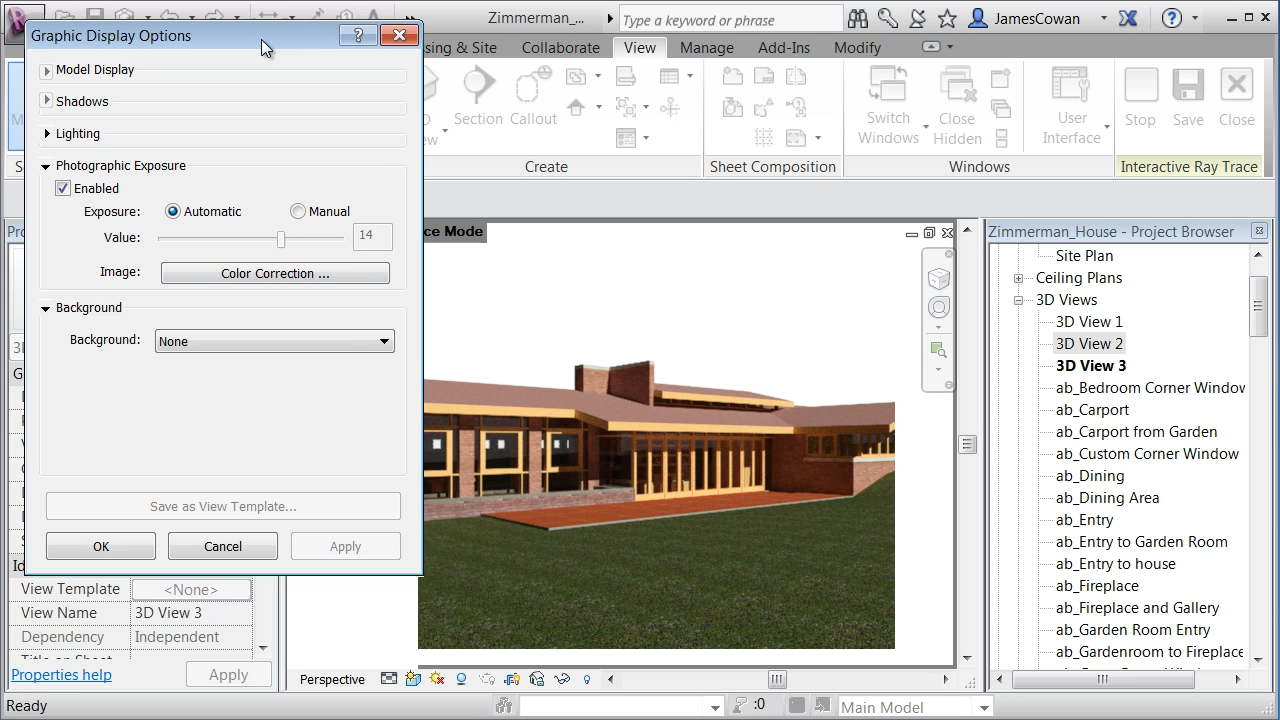 Zimmerman_...
Type a keyword or phrase
JamesCowan
Graphic Display Options
sing & Site
Collaborate
View
Manage
Add-Ins
Modify
Section
Callout
Create
Sheet Composition
Switch
Windows
Close
Hidden
Windows
User
Interface
Stop
Save
Close
Interactive Ray Trace
Model Display
Shadows
Lighting
Photographic Exposure
Enabled
Exposure:
Automatic
Manual
Value:
14
Image:
Color Correction ...
Background
Background:
None
Save as View Template...
OK
Cancel
Apply
ce Mode
View Template
<None>
View Name
3D View 3
Dependency
Independent
Properties help
Apply
Perspective
Ready
:0
Main Model
Zimmerman_House - Project Browser
Site Plan
Ceiling Plans
3D Views
3D View 1
3D View 2
3D View 3
ab_Bedroom Corner Window
ab_Carport
ab_Carport from Garden
ab_Custom Corner Window
ab_Dining
ab_Dining Area
ab_Entry
ab_Entry to Garden Room
ab_Entry to house
ab_Fireplace
ab_Fireplace and Gallery
ab_Garden Room Entry
ab_Gardenroom to Fireplace